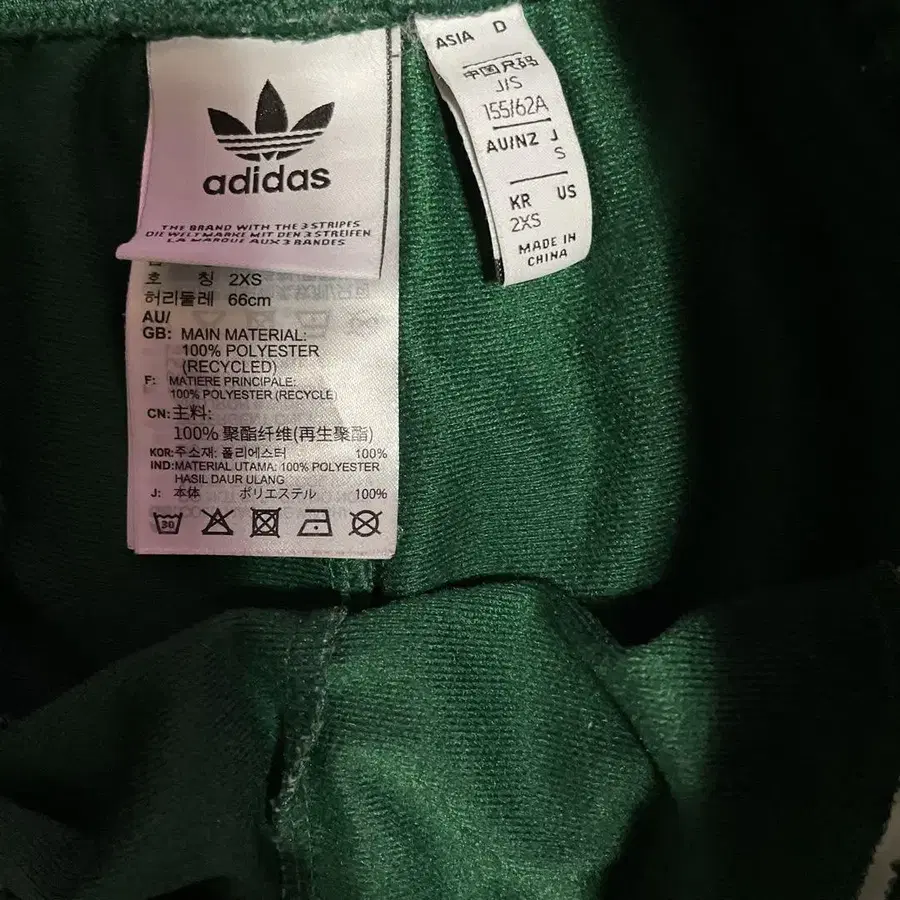 adidas
THE BRAND WITH THE 3 STRIPES
DIE WELTMARKE MIT DEN 3 STREIFEN
LA MARQUE AUX 3 BANDES
호 칭 2XS
허리둘레 66cm
AU/
GB: MAIN MATERIAL:
100% POLYESTER
(RECYCLED)
F: MATIERE PRINCIPALE:
100% POLYESTER (RECYCLE)
CN:主料:
100% 聚酯纤维(再生聚酯)
KOR:주소재: 폴리에스터 100%
IND:MATERIAL UTAMA: 100% POLYESTER
HASIL DAUR ULANG
J: 本体 ポリエステル 100%
30
ASIA D
中国尺码
J/S
155/62A
AU/NZ J
S
KR US
2XS
MADE IN
CHINA